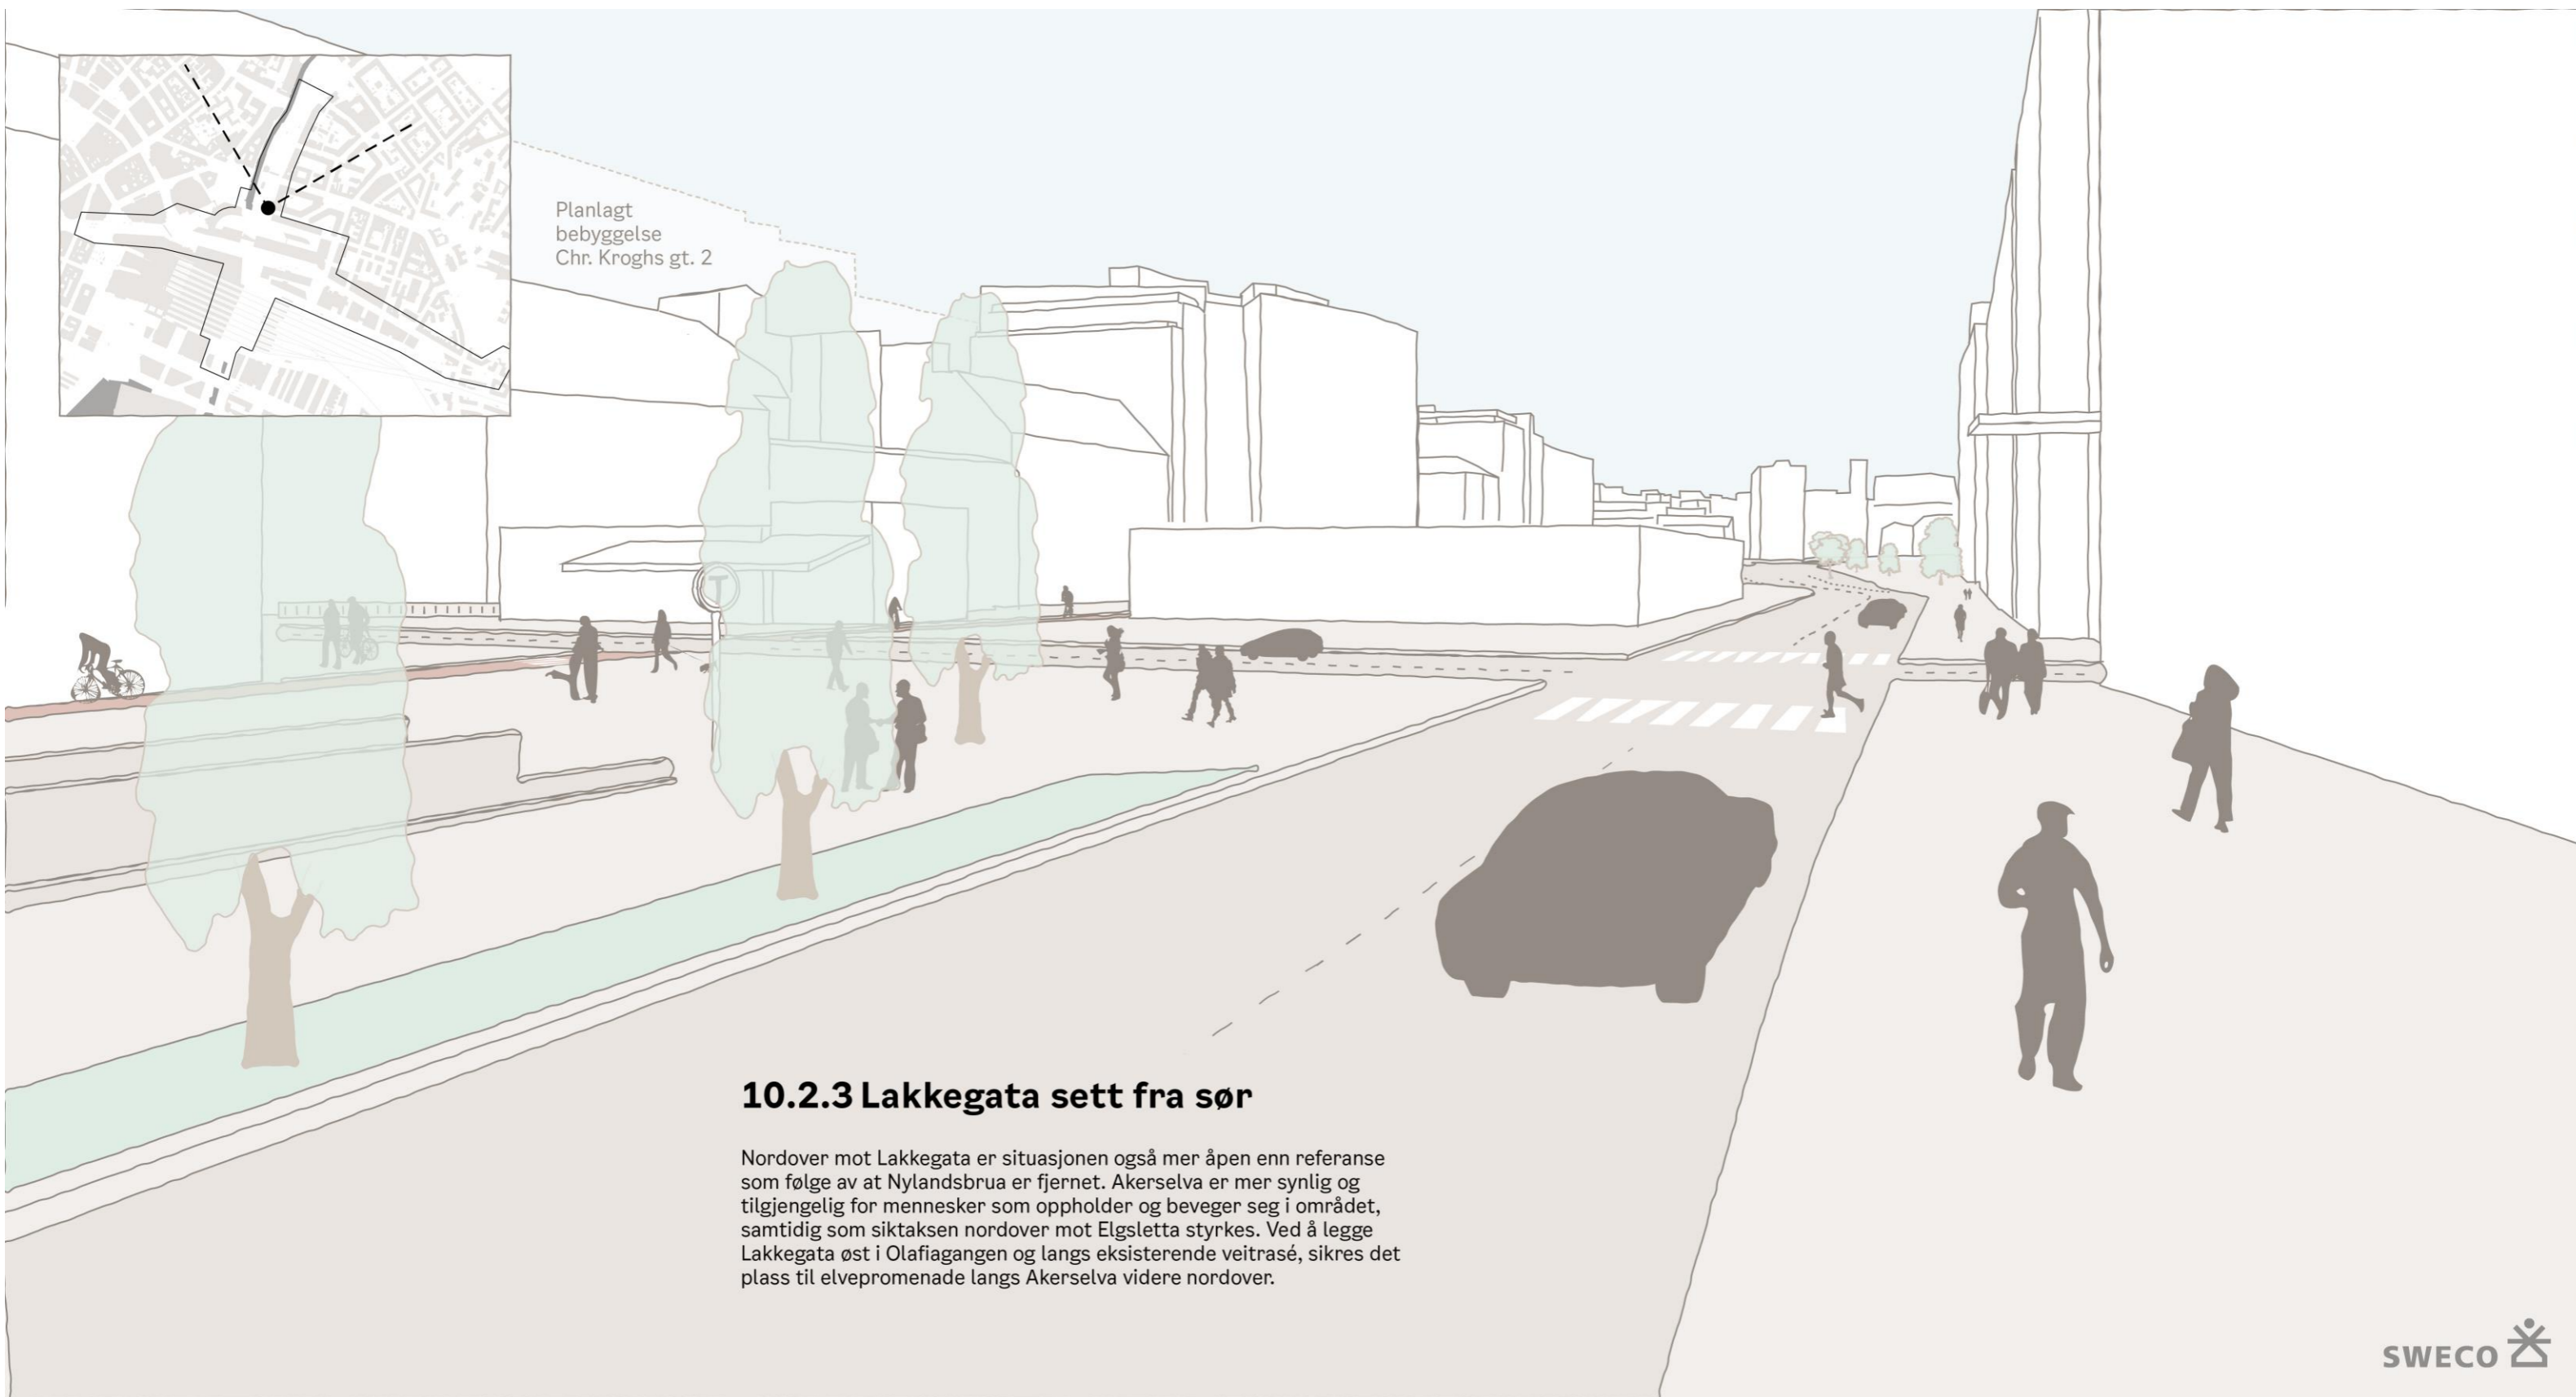 Planlagt
bebyggelse
Chr. Kroghs gt. 2
T
10.2.3 Lakkegata sett fra sør
Nordover mot Lakkegata er situasjonen også mer åpen enn referanse
som følge av at Nylandsbrua er fjernet. Akerselva er mer synlig og
tilgjengelig for mennesker som oppholder og beveger seg i området,
samtidig som siktaksen nordover mot Elgsletta styrkes. Ved å legge
Lakkegata øst i Olafiagangen og langs eksisterende veitrasé, sikres det
plass til elvepromenade langs Akerselva videre nordover.
SWECO